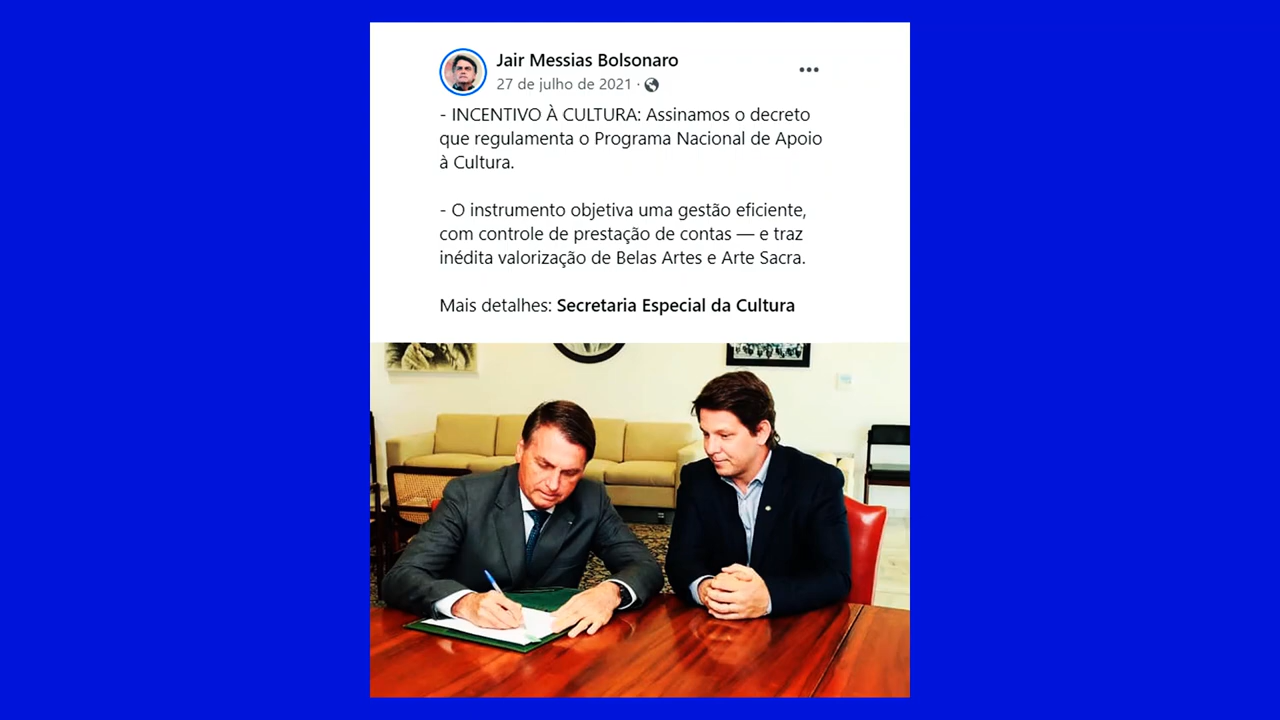 Jair Messias Bolsonaro
27 de julho de 2021 ·
- INCENTIVO À CULTURA: Assinamos o decreto
que regulamenta o Programa Nacional de Apoio
à Cultura.
- O instrumento objetiva uma gestão eficiente,
com controle de prestação de contas — e traz
inédita valorização de Belas Artes e Arte Sacra.
Mais detalhes: Secretaria Especial da Cultura